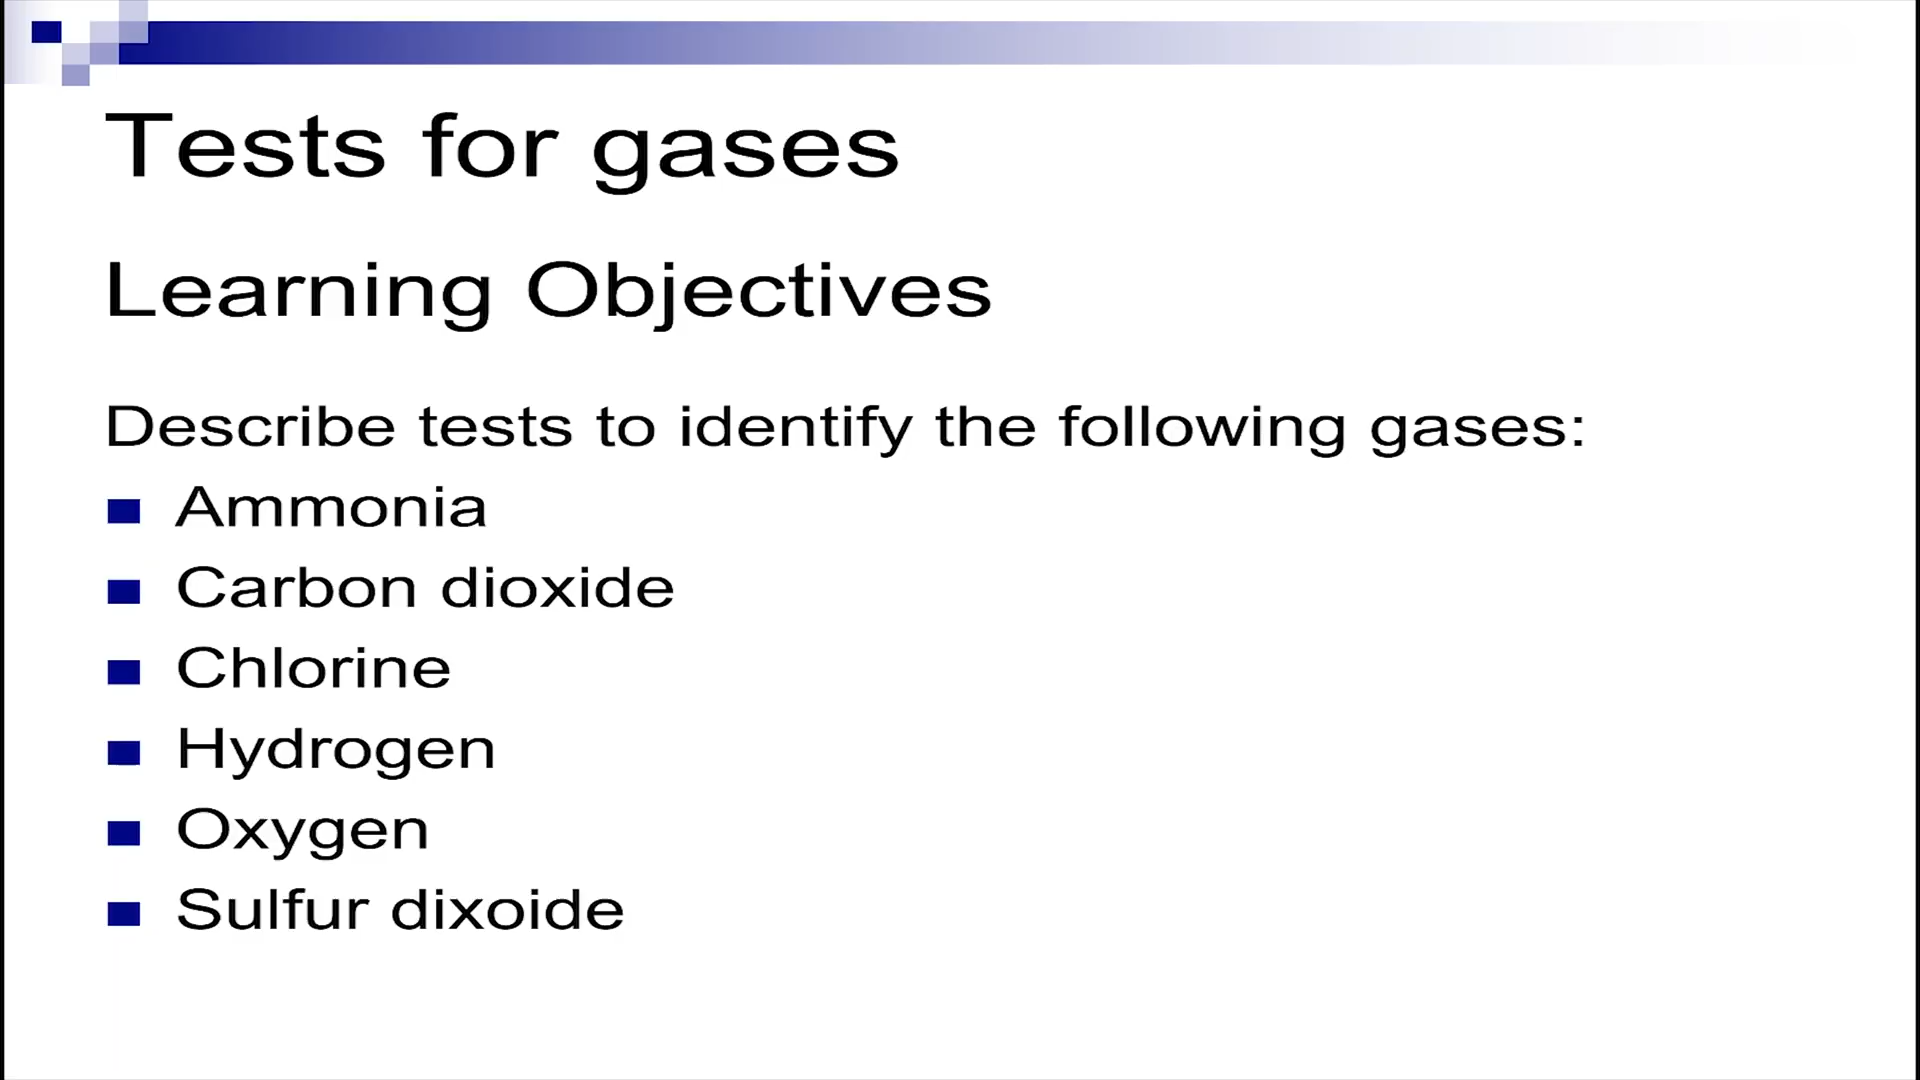 Tests for gases
Learning Objectives
Describe tests to identify the following gases:
Ammonia
Carbon dioxide
Chlorine
Hydrogen
Oxygen
Sulfur dixoide